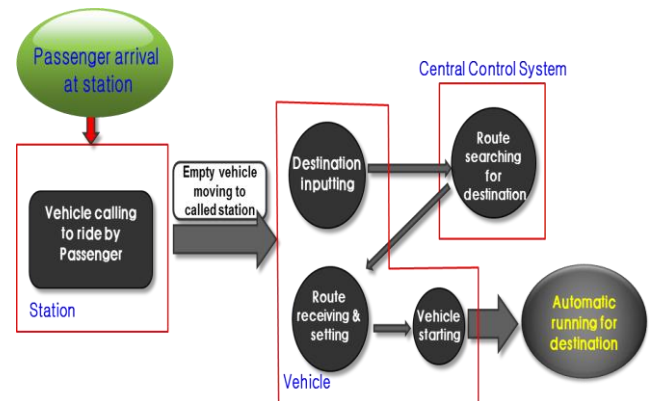 Passenger arrival
at station
Central Control System
Vehicle calling
to ride by
Passenger
Station
Empty vehicle
moving to
called station
Destination
inputting
Route
searching
for
destination
Route
receiving &
setting
Vehicle
starting
Vehicle
Automatic
running for
destination